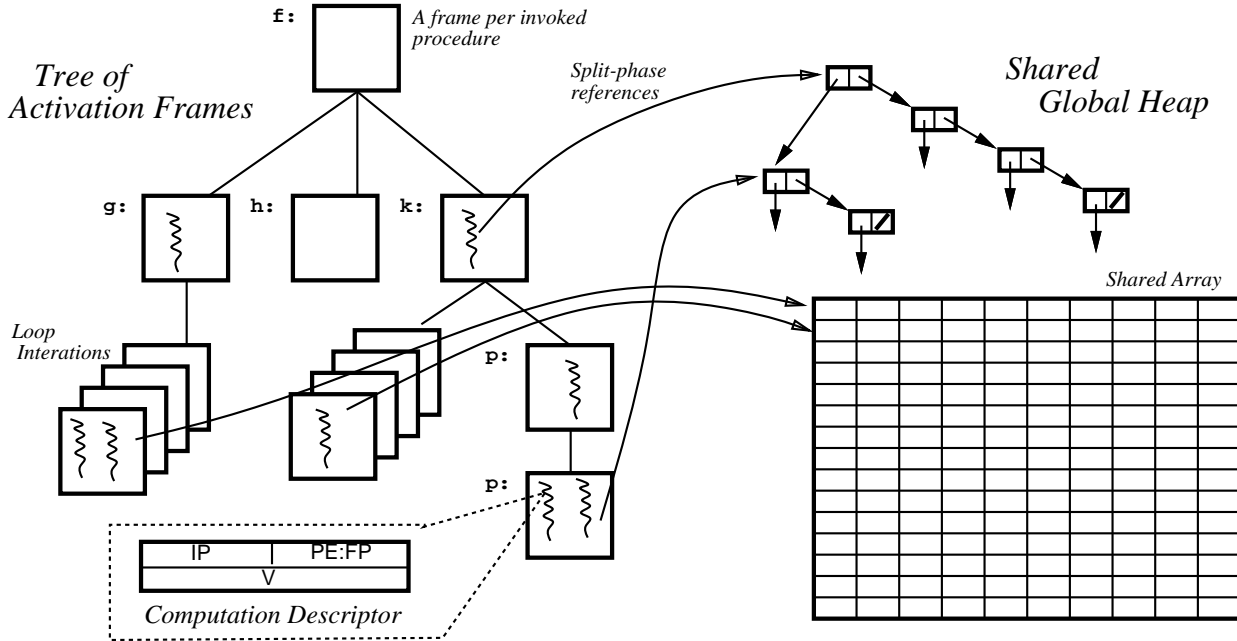 f:
A frame per invoked
procedure
Tree of
Activation Frames
Split-phase
references
Shared
Global Heap
g:
h:
k:
Shared Array
Loop
Interations
p:
p:
IP
PE:FP
V
Computation Descriptor